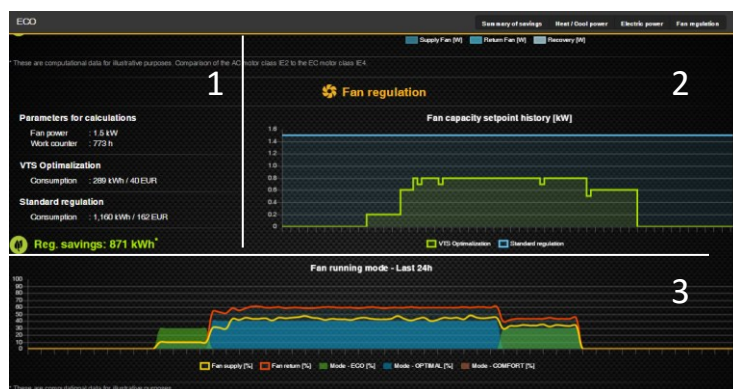 ECO
Summary of savings Heat / Cool power Electric power Fan regulation
Supply Fan [W] Return Fan [W] Recovery [W]
* These are computational data for illustrative purposes. Comparison of the AC motor class IE2 to the EC motor class IE4.
1
2
Fan regulation
Parameters for calculations
Fan power : 1.5 kW
Work counter : 773 h
VTS Optimalization
Consumption : 289 kWh / 40 EUR
Standard regulation
Consumption : 1,160 kWh / 162 EUR
Reg. savings: 871 kWh*
Fan capacity setpoint history [kW]
1.6
1.4
1.2
1.0
0.8
0.6
0.4
0.2
0
VTS Optimalization Standard regulation
Fan running mode - Last 24h
3
100
90
80
70
60
50
40
30
20
10
0
Fan supply [%] Fan return [%] Mode - ECO [%] Mode - OPTIMAL [%] Mode - COMFORT [%]
* These are computational data for illustrative purposes.